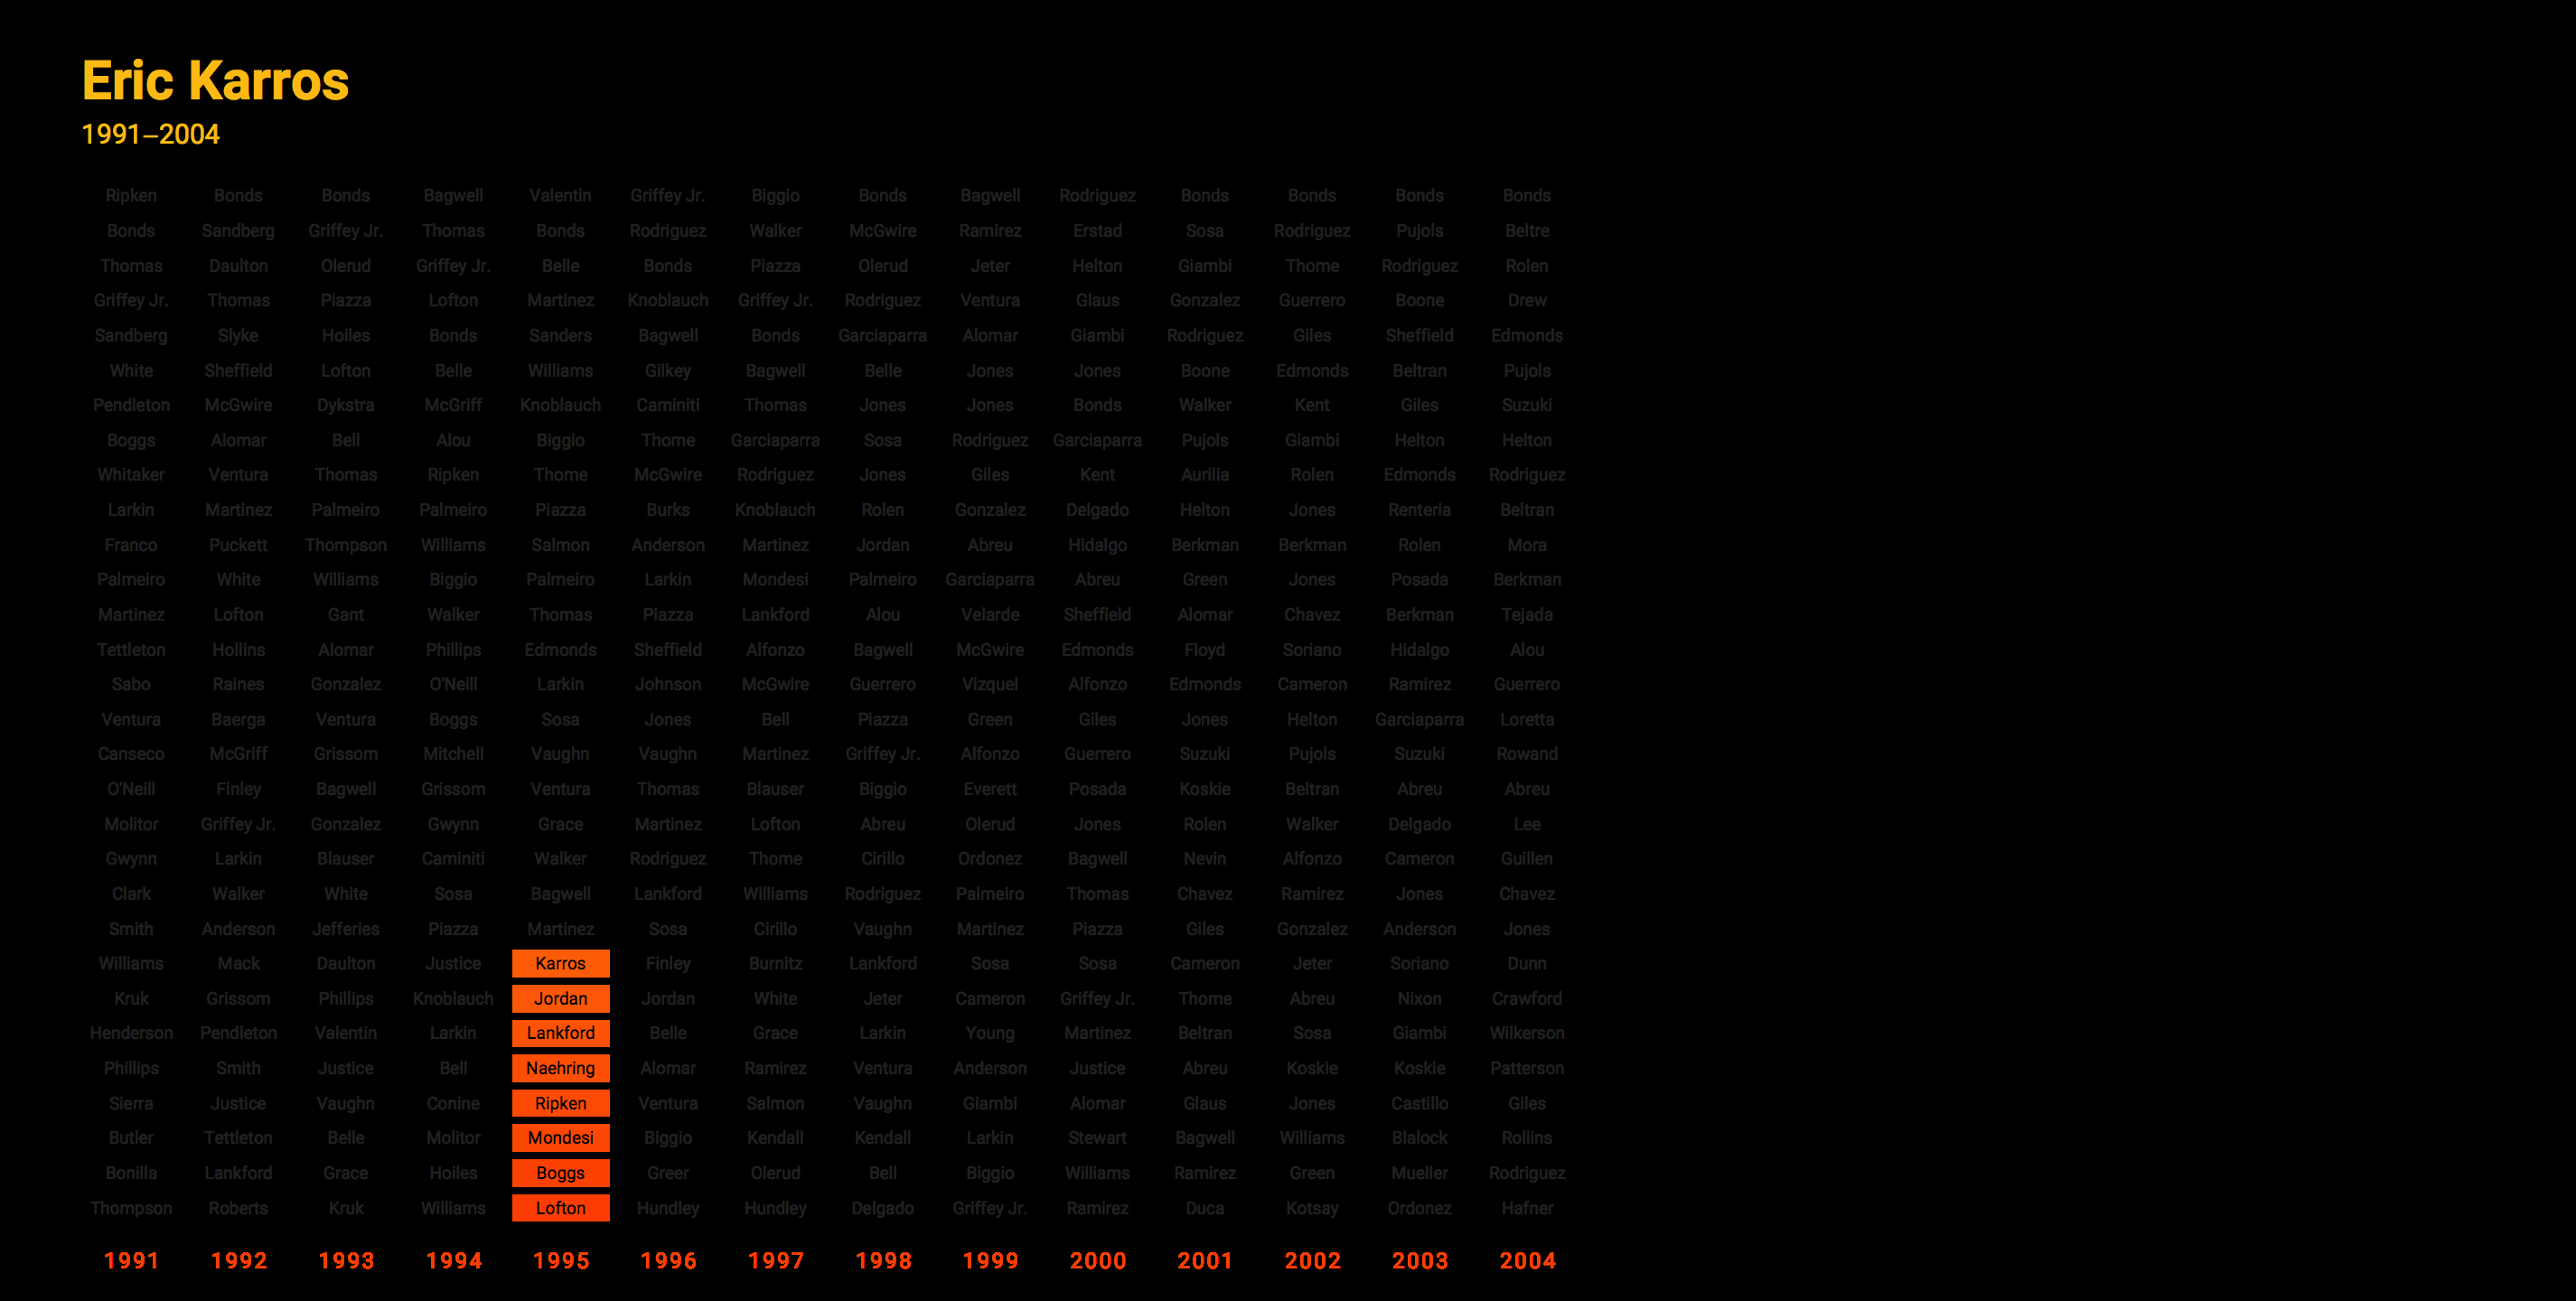 Eric Karros
1991–2004
Ripken Bonds Bonds Bagwell Valentin Griffey Jr. Biggio Bonds Bagwell Rodriguez Bonds Bonds Bonds Bonds
Bonds Sandberg Griffey Jr. Thomas Bonds Rodriguez Walker McGwire Ramirez Erstad Sosa Rodriguez Pujols Beltre
Thomas Daulton Olerud Griffey Jr. Belle Bonds Piazza Olerud Jeter Helton Giambi Thome Rodriguez Rolen
Griffey Jr. Thomas Piazza Lofton Martinez Knoblauch Griffey Jr. Rodriguez Ventura Glaus Gonzalez Guerrero Boone Drew
Sandberg Slyke Hoiles Bonds Sanders Bagwell Bonds Garciaparra Alomar Giambi Rodriguez Giles Sheffield Edmonds
White Sheffield Lofton Belle Williams Gilkey Bagwell Belle Jones Jones Boone Edmonds Beltran Pujols
Pendleton McGwire Dykstra McGriff Knoblauch Caminiti Thomas Jones Jones Bonds Walker Kent Giles Suzuki
Boggs Alomar Bell Alou Biggio Thome Garciaparra Sosa Rodriguez Garciaparra Pujols Giambi Helton Helton
Whitaker Ventura Thomas Ripken Thome McGwire Rodriguez Jones Giles Kent Aurilia Rolen Edmonds Rodriguez
Larkin Martinez Palmeiro Palmeiro Piazza Burks Knoblauch Rolen Gonzalez Delgado Helton Jones Renteria Beltran
Franco Puckett Thompson Williams Salmon Anderson Martinez Jordan Abreu Hidalgo Berkman Berkman Rolen Mora
Palmeiro White Williams Biggio Palmeiro Larkin Mondesi Palmeiro Garciaparra Abreu Green Jones Posada Berkman
Martinez Lofton Gant Walker Thomas Piazza Lankford Alou Velarde Sheffield Alomar Chavez Berkman Tejada
Tettleton Hollins Alomar Phillips Edmonds Sheffield Alfonzo Bagwell McGwire Edmonds Floyd Soriano Hidalgo Alou
Sabo Raines Gonzalez O'Neill Larkin Johnson McGwire Guerrero Vizquel Alfonzo Edmonds Cameron Ramirez Guerrero
Ventura Baerga Ventura Boggs Sosa Jones Bell Piazza Green Giles Jones Helton Garciaparra Loretta
Canseco McGriff Grissom Mitchell Vaughn Vaughn Martinez Griffey Jr. Alfonzo Guerrero Suzuki Pujols Suzuki Rowand
O'Neill Finley Bagwell Grissom Ventura Thomas Blauser Biggio Everett Posada Koskie Beltran Abreu Abreu
Molitor Griffey Jr. Gonzalez Gwynn Grace Martinez Lofton Abreu Olerud Jones Rolen Walker Delgado Lee
Gwynn Larkin Blauser Caminiti Walker Rodriguez Thome Cirillo Ordonez Bagwell Nevin Alfonzo Cameron Guillen
Clark Walker White Sosa Bagwell Lankford Williams Rodriguez Palmeiro Thomas Chavez Ramirez Jones Chavez
Smith Anderson Jefferies Piazza Martinez Sosa Cirillo Vaughn Martinez Piazza Giles Gonzalez Anderson Jones
Williams Mack Daulton Justice Karros Finley Burnitz Lankford Sosa Sosa Cameron Jeter Soriano Dunn
Kruk Grissom Phillips Knoblauch Jordan Jordan White Jeter Cameron Griffey Jr. Thome Abreu Nixon Crawford
Henderson Pendleton Valentin Larkin Lankford Belle Grace Larkin Young Martinez Beltran Sosa Giambi Wilkerson
Phillips Smith Justice Bell Naehring Alomar Ramirez Ventura Anderson Justice Abreu Koskie Koskie Patterson
Sierra Justice Vaughn Conine Ripken Ventura Salmon Vaughn Giambi Alomar Glaus Jones Castillo Giles
Butler Tettleton Belle Molitor Mondesi Biggio Kendall Kendall Larkin Stewart Bagwell Williams Blalock Rollins
Bonilla Lankford Grace Hoiles Boggs Greer Olerud Bell Biggio Williams Ramirez Green Mueller Rodriguez
Thompson Roberts Kruk Williams Lofton Hundley Hundley Delgado Griffey Jr. Ramirez Duca Kotsay Ordonez Hafner
1991 1992 1993 1994 1995 1996 1997 1998 1999 2000 2001 2002 2003 2004